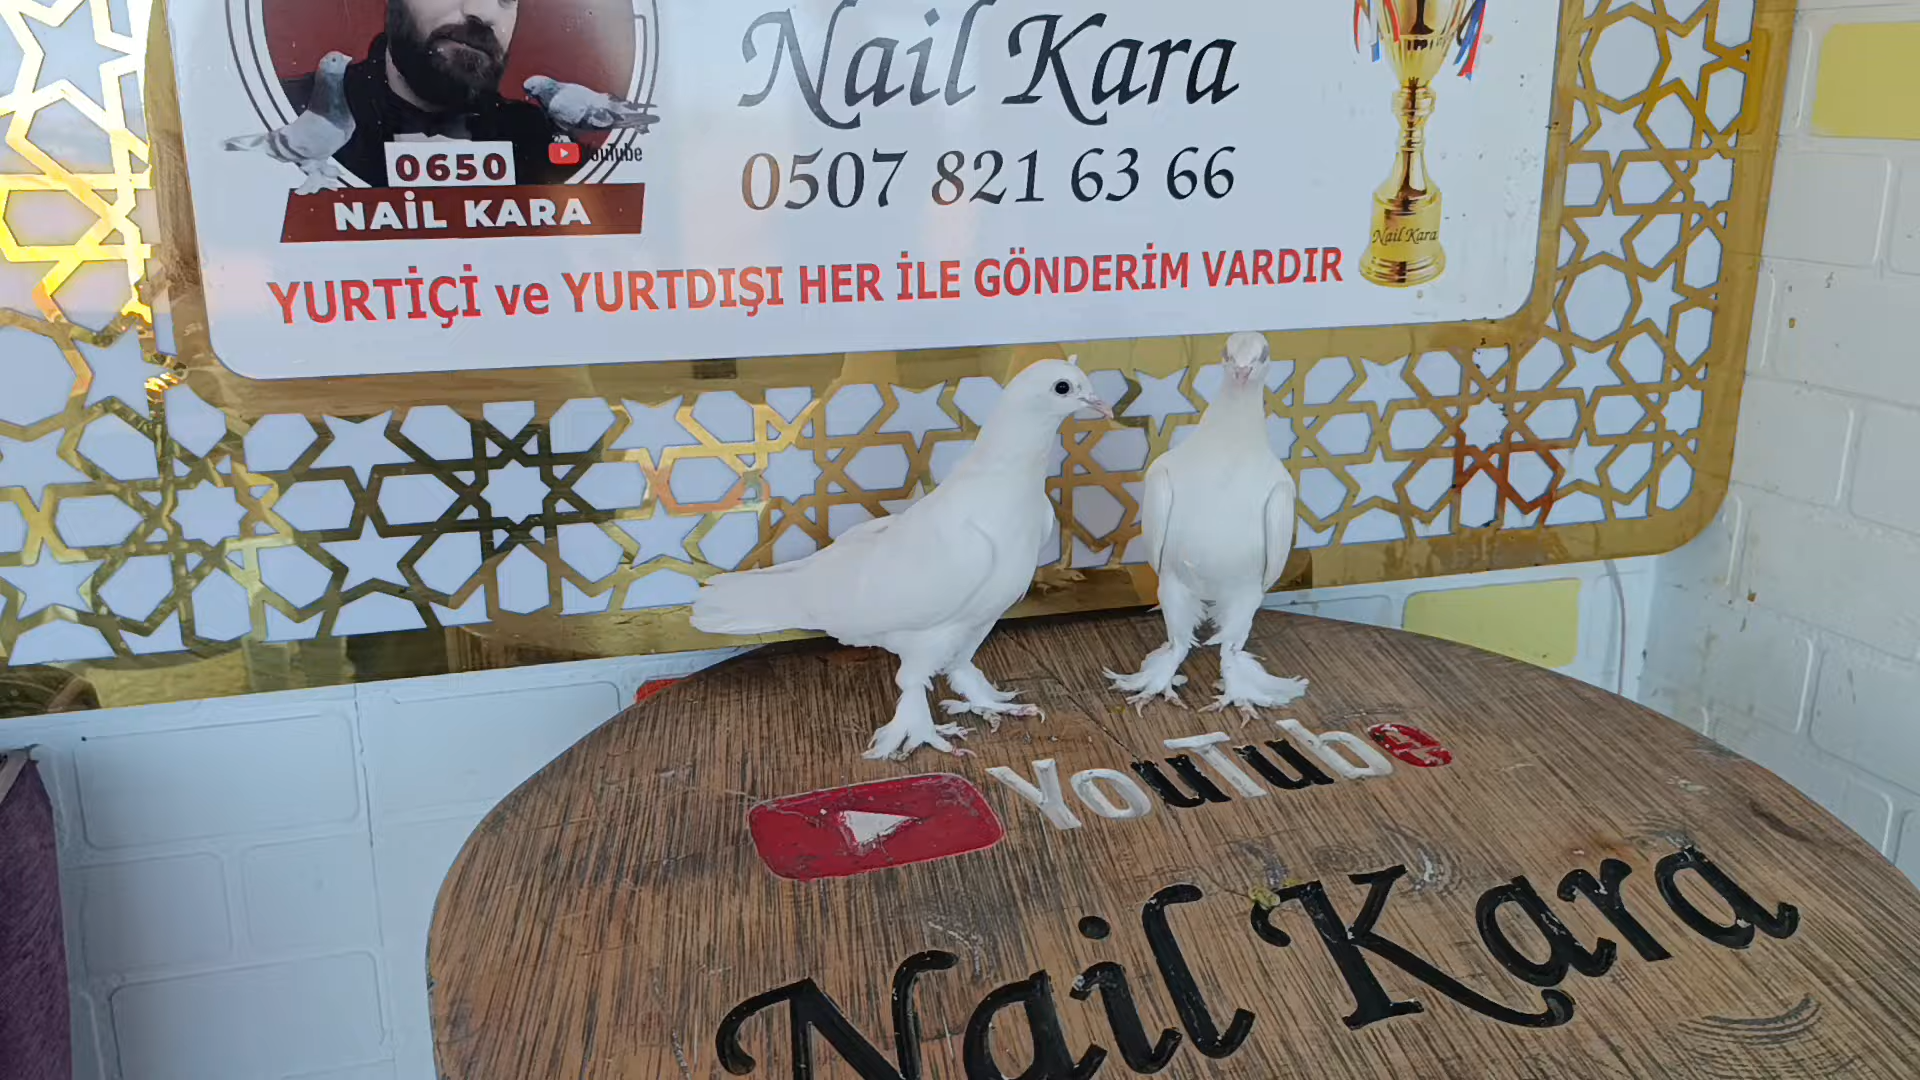 Nail Kara
0507 821 63 66
0650
YouTube
NAİL KARA
Nail Kara
YURTİÇİ ve YURTDIŞI HER İLE GÖNDERİM VARDIR
YouTube
Nail Kara